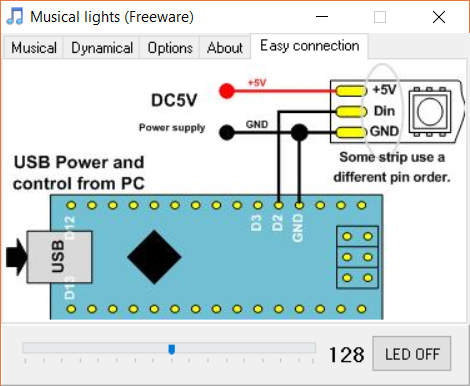 Musical lights (Freeware)
Musical Dynamical Options About Easy connection
+5V
+5V
DC5V
Din
Power supply
GND
GND
Some strip use a
different pin order.
USB Power and
control from PC
D12
D3
D2
GND
USB
D13
128
LED OFF